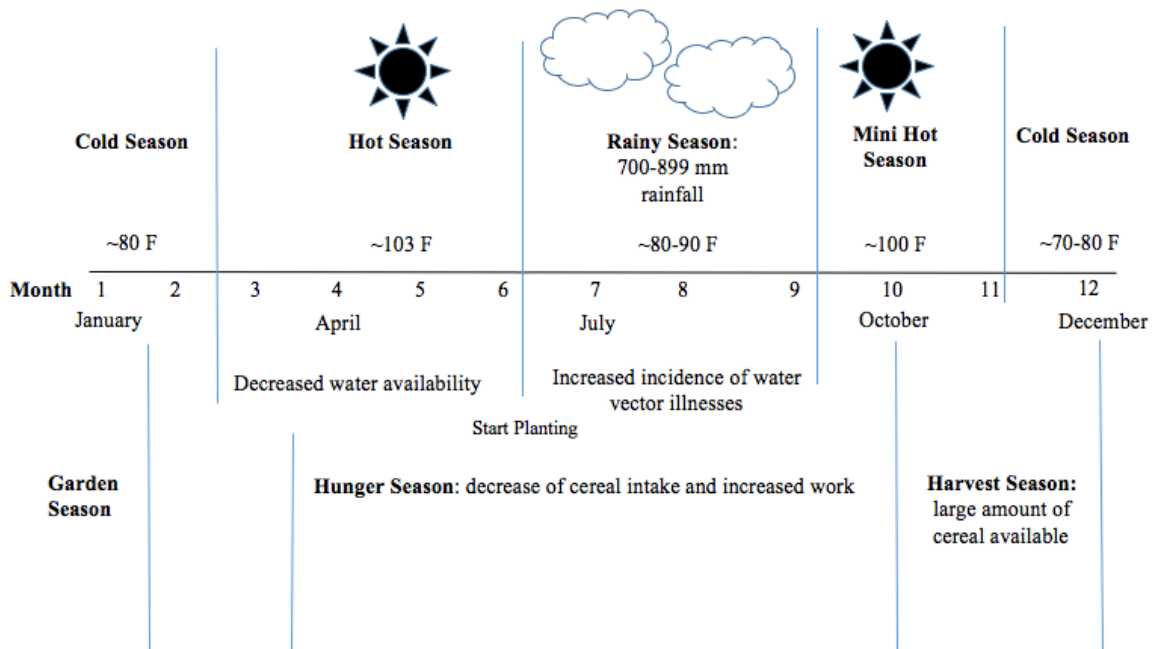 Cold Season
Hot Season
Rainy Season:
700-899 mm
rainfall
Mini Hot
Season
Cold Season
~80 F
~103 F
~80-90 F
~100 F
~70-80 F
Month 1 2 3 4 5 6 7 8 9 10 11 12
January
April
July
October
December
Decreased water availability
Increased incidence of water
vector illnesses
Start Planting
Garden
Season
Hunger Season: decrease of cereal intake and increased work
Harvest Season:
large amount of
cereal available